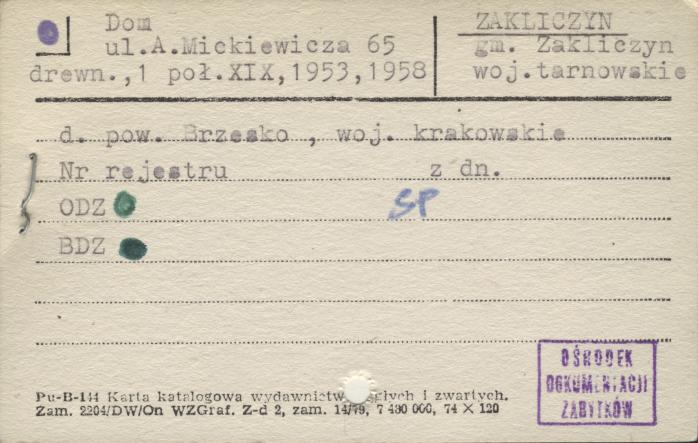 Dom
ul.A.Mickiewicza 65
drewn.,1 poł.XIX,1953,1958
ZAKLICZYN
gm. Zakliczyn
woj.tarnowskie
d. pow. Brzesko , woj. krakowskie
Nr rejestru z dn.
ODZ SP
BDZ
Pu-B-144 Karta katalogowa wydawnictw i zwartych.
Zam. 2204/DW/On WZGraf. Z-d 2, zam. 14/79, 7 430 000, 74 X 120
OŚRODEK
DOKUMENTACJI
ZABYTKÓW